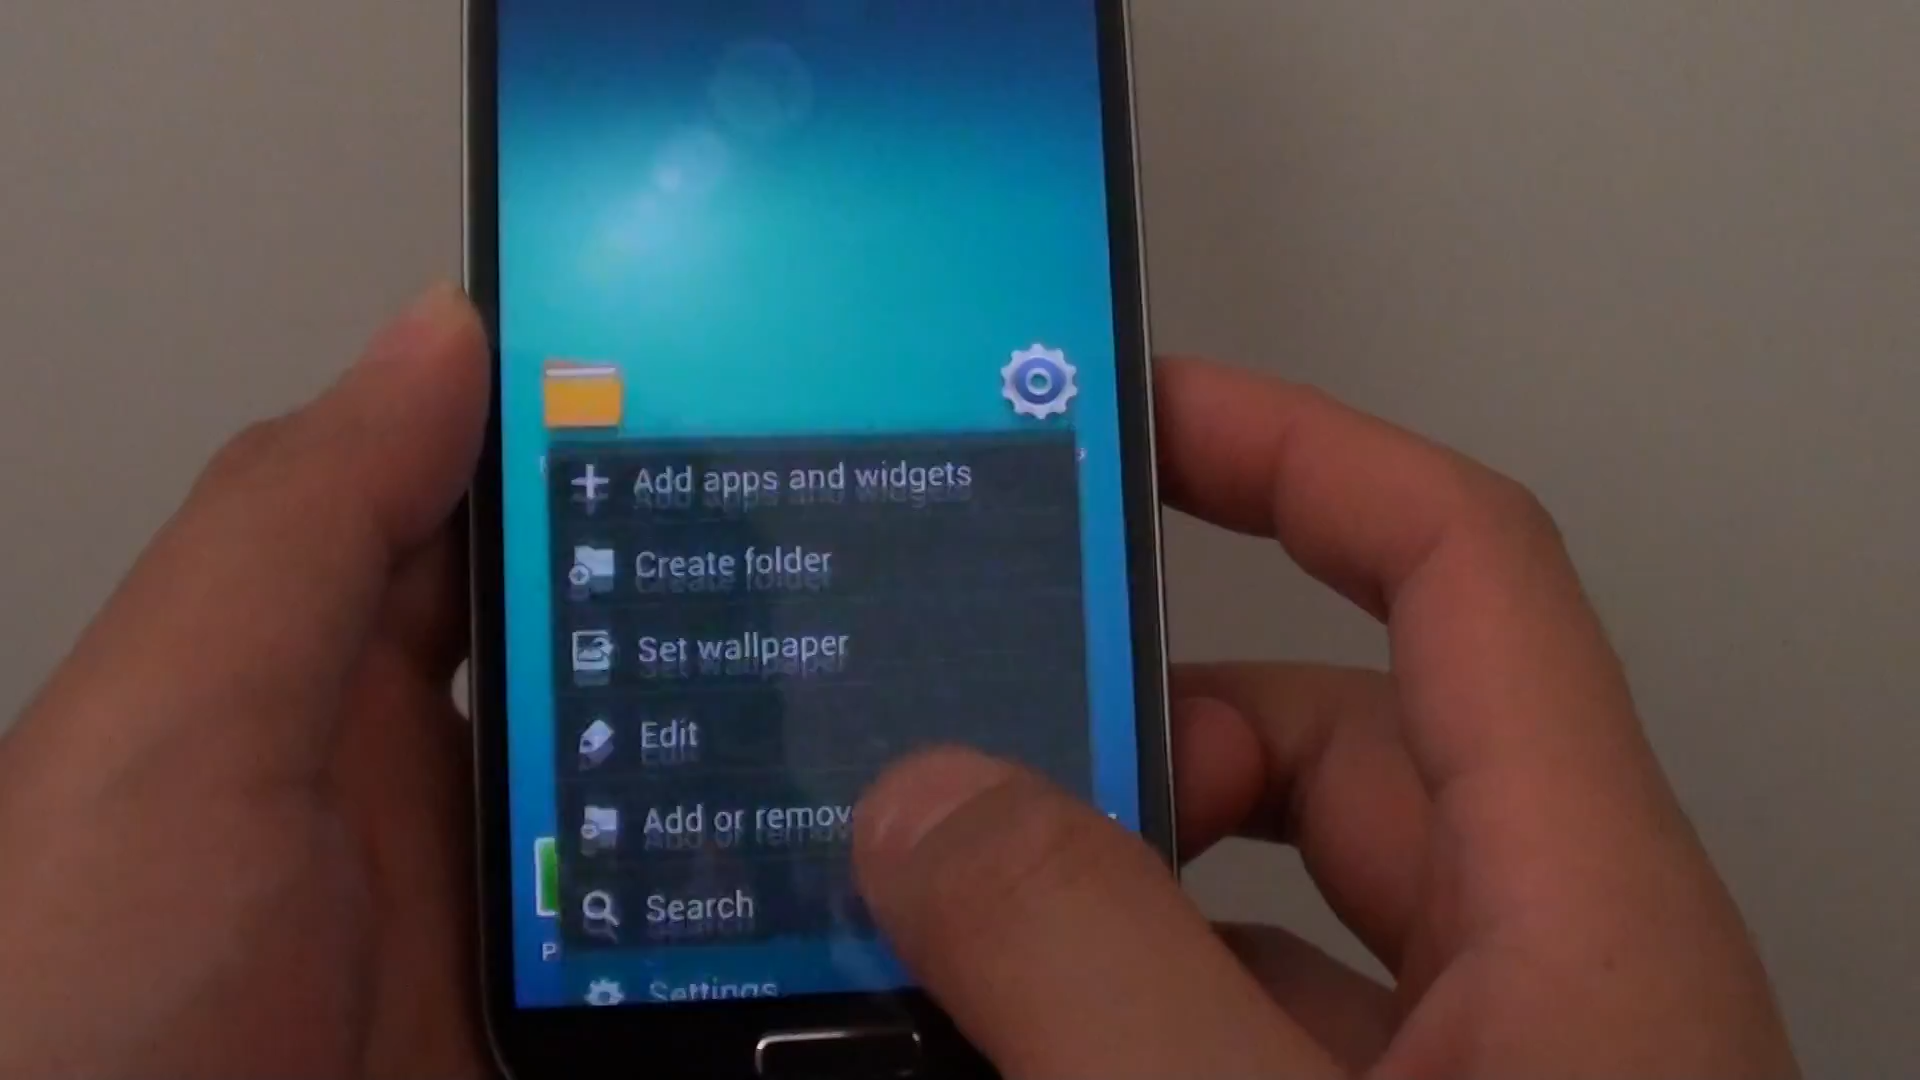 Add apps and widgets
Create folder
Set wallpaper
Edit
Add or remov
Search
P
Settings